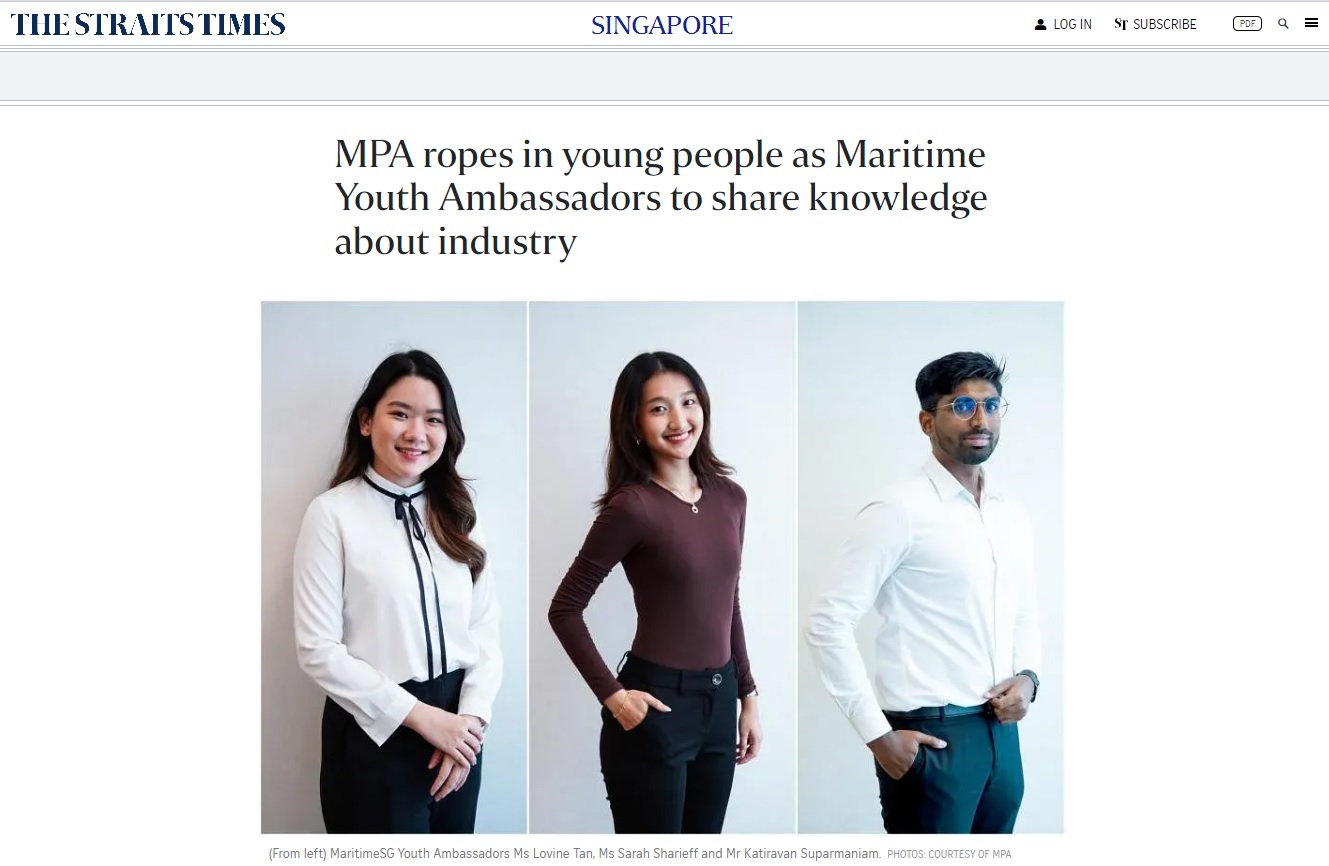 THE STRAITS TIMES
SINGAPORE
LOG IN
ST SUBSCRIBE
PDF
MPA ropes in young people as Maritime
Youth Ambassadors to share knowledge
about industry
(From left) MaritimeSG Youth Ambassadors Ms Lovine Tan, Ms Sarah Sharieff and Mr Katiravan Suparmaniam. PHOTOS: COURTESY OF MPA